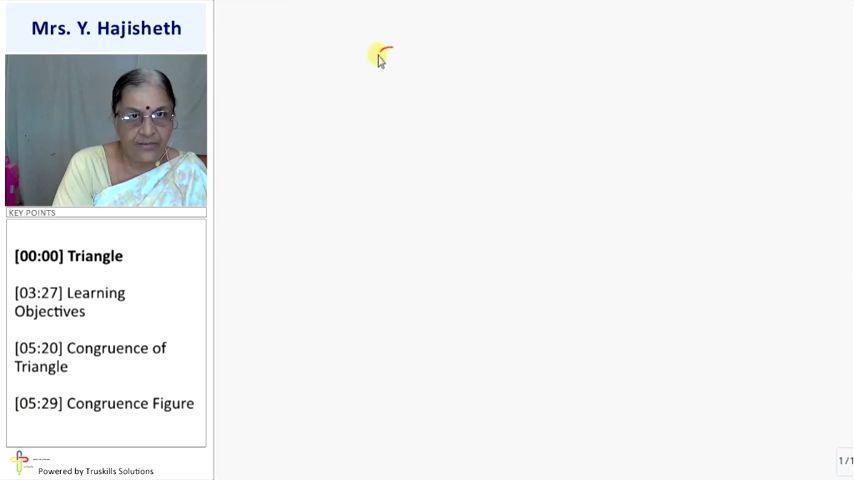 Mrs. Y. Hajisheth
KEY POINTS
[00:00] Triangle
[03:27] Learning
Objectives
[05:20] Congruence of
Triangle
[05:29] Congruence Figure
Powered by Truskills Solutions
1/1